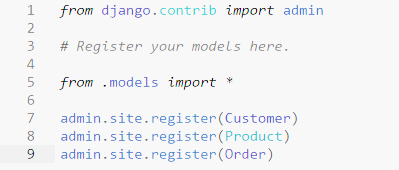 1 from django.contrib import admin
2
3 # Register your models here.
4
5 from .models import *
6
7 admin.site.register(Customer)
8 admin.site.register(Product)
9 admin.site.register(Order)